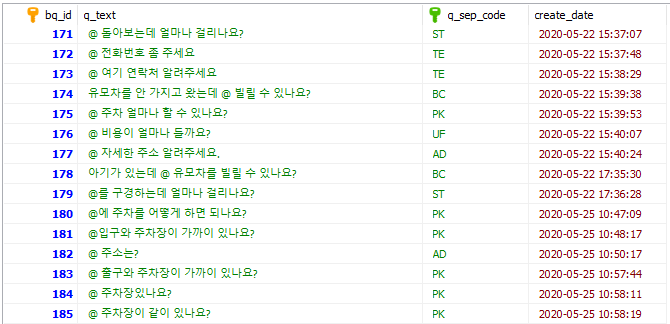 bq_id q_text q_sep_code create_date
171 @ 돌아보는데 얼마나 걸리나요? ST 2020-05-22 15:37:07
172 @ 전화번호 좀 주세요 TE 2020-05-22 15:37:48
173 @ 여기 연락처 알려주세요 TE 2020-05-22 15:38:29
174 유모차를 안 가지고 왔는데 @ 빌릴 수 있나요? BC 2020-05-22 15:39:38
175 @ 주차 얼마나 할 수 있나요? PK 2020-05-22 15:39:53
176 @ 비용이 얼마나 들까요? UF 2020-05-22 15:40:07
177 @ 자세한 주소 알려주세요. AD 2020-05-22 15:40:24
178 아기가 있는데 @ 유모차를 빌릴 수 있나요? BC 2020-05-22 17:35:30
179 @를 구경하는데 얼마나 걸리나요? ST 2020-05-22 17:36:28
180 @에 주차를 어떻게 하면 되나요? PK 2020-05-25 10:47:09
181 @입구와 주차장이 가까이 있나요? PK 2020-05-25 10:48:17
182 @ 주소는? AD 2020-05-25 10:50:17
183 @ 출구와 주차장이 가까이 있나요? PK 2020-05-25 10:57:44
184 @ 주차장있나요? PK 2020-05-25 10:58:11
185 @ 주차장이 같이 있나요? PK 2020-05-25 10:58:19